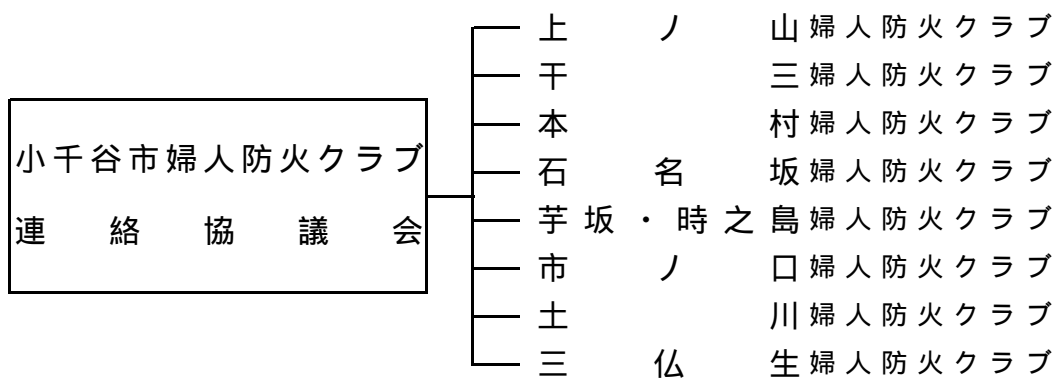 小千谷市婦人防火クラブ
連絡協議会
上ノ山婦人防火クラブ
干三婦人防火クラブ
本村婦人防火クラブ
石名坂婦人防火クラブ
芋坂・時之島婦人防火クラブ
市ノ口婦人防火クラブ
土川婦人防火クラブ
三仏生婦人防火クラブ